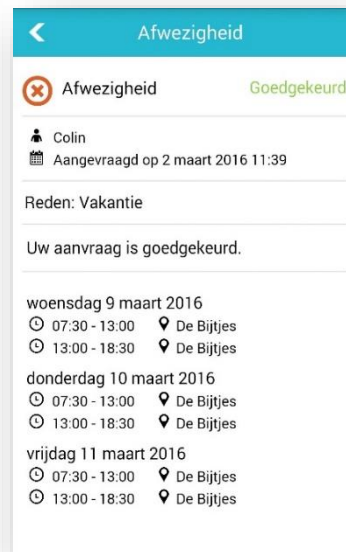 Afwezigheid
Afwezigheid Goedgekeurd
Colin
Aangevraagd op 2 maart 2016 11:39
Reden: Vakantie
Uw aanvraag is goedgekeurd.
woensdag 9 maart 2016
07:30 - 13:00 De Bijtjes
13:00 - 18:30 De Bijtjes
donderdag 10 maart 2016
07:30 - 13:00 De Bijtjes
13:00 - 18:30 De Bijtjes
vrijdag 11 maart 2016
07:30 - 13:00 De Bijtjes
13:00 - 18:30 De Bijtjes